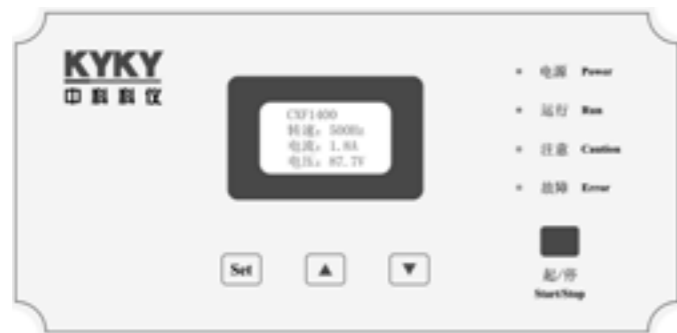 KYKY
中科科仪
CXF1400
转速: 500Hz
电流: 1.8A
电压: 87.7V
电源 Power
运行 Run
注意 Caution
故障 Error
Set
▲
▼
起/停
Start/Stop